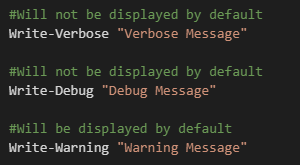 #Will not be displayed by default
Write-Verbose "Verbose Message"
#Will not be displayed by default
Write-Debug "Debug Message"
#Will be displayed by default
Write-Warning "Warning Message"